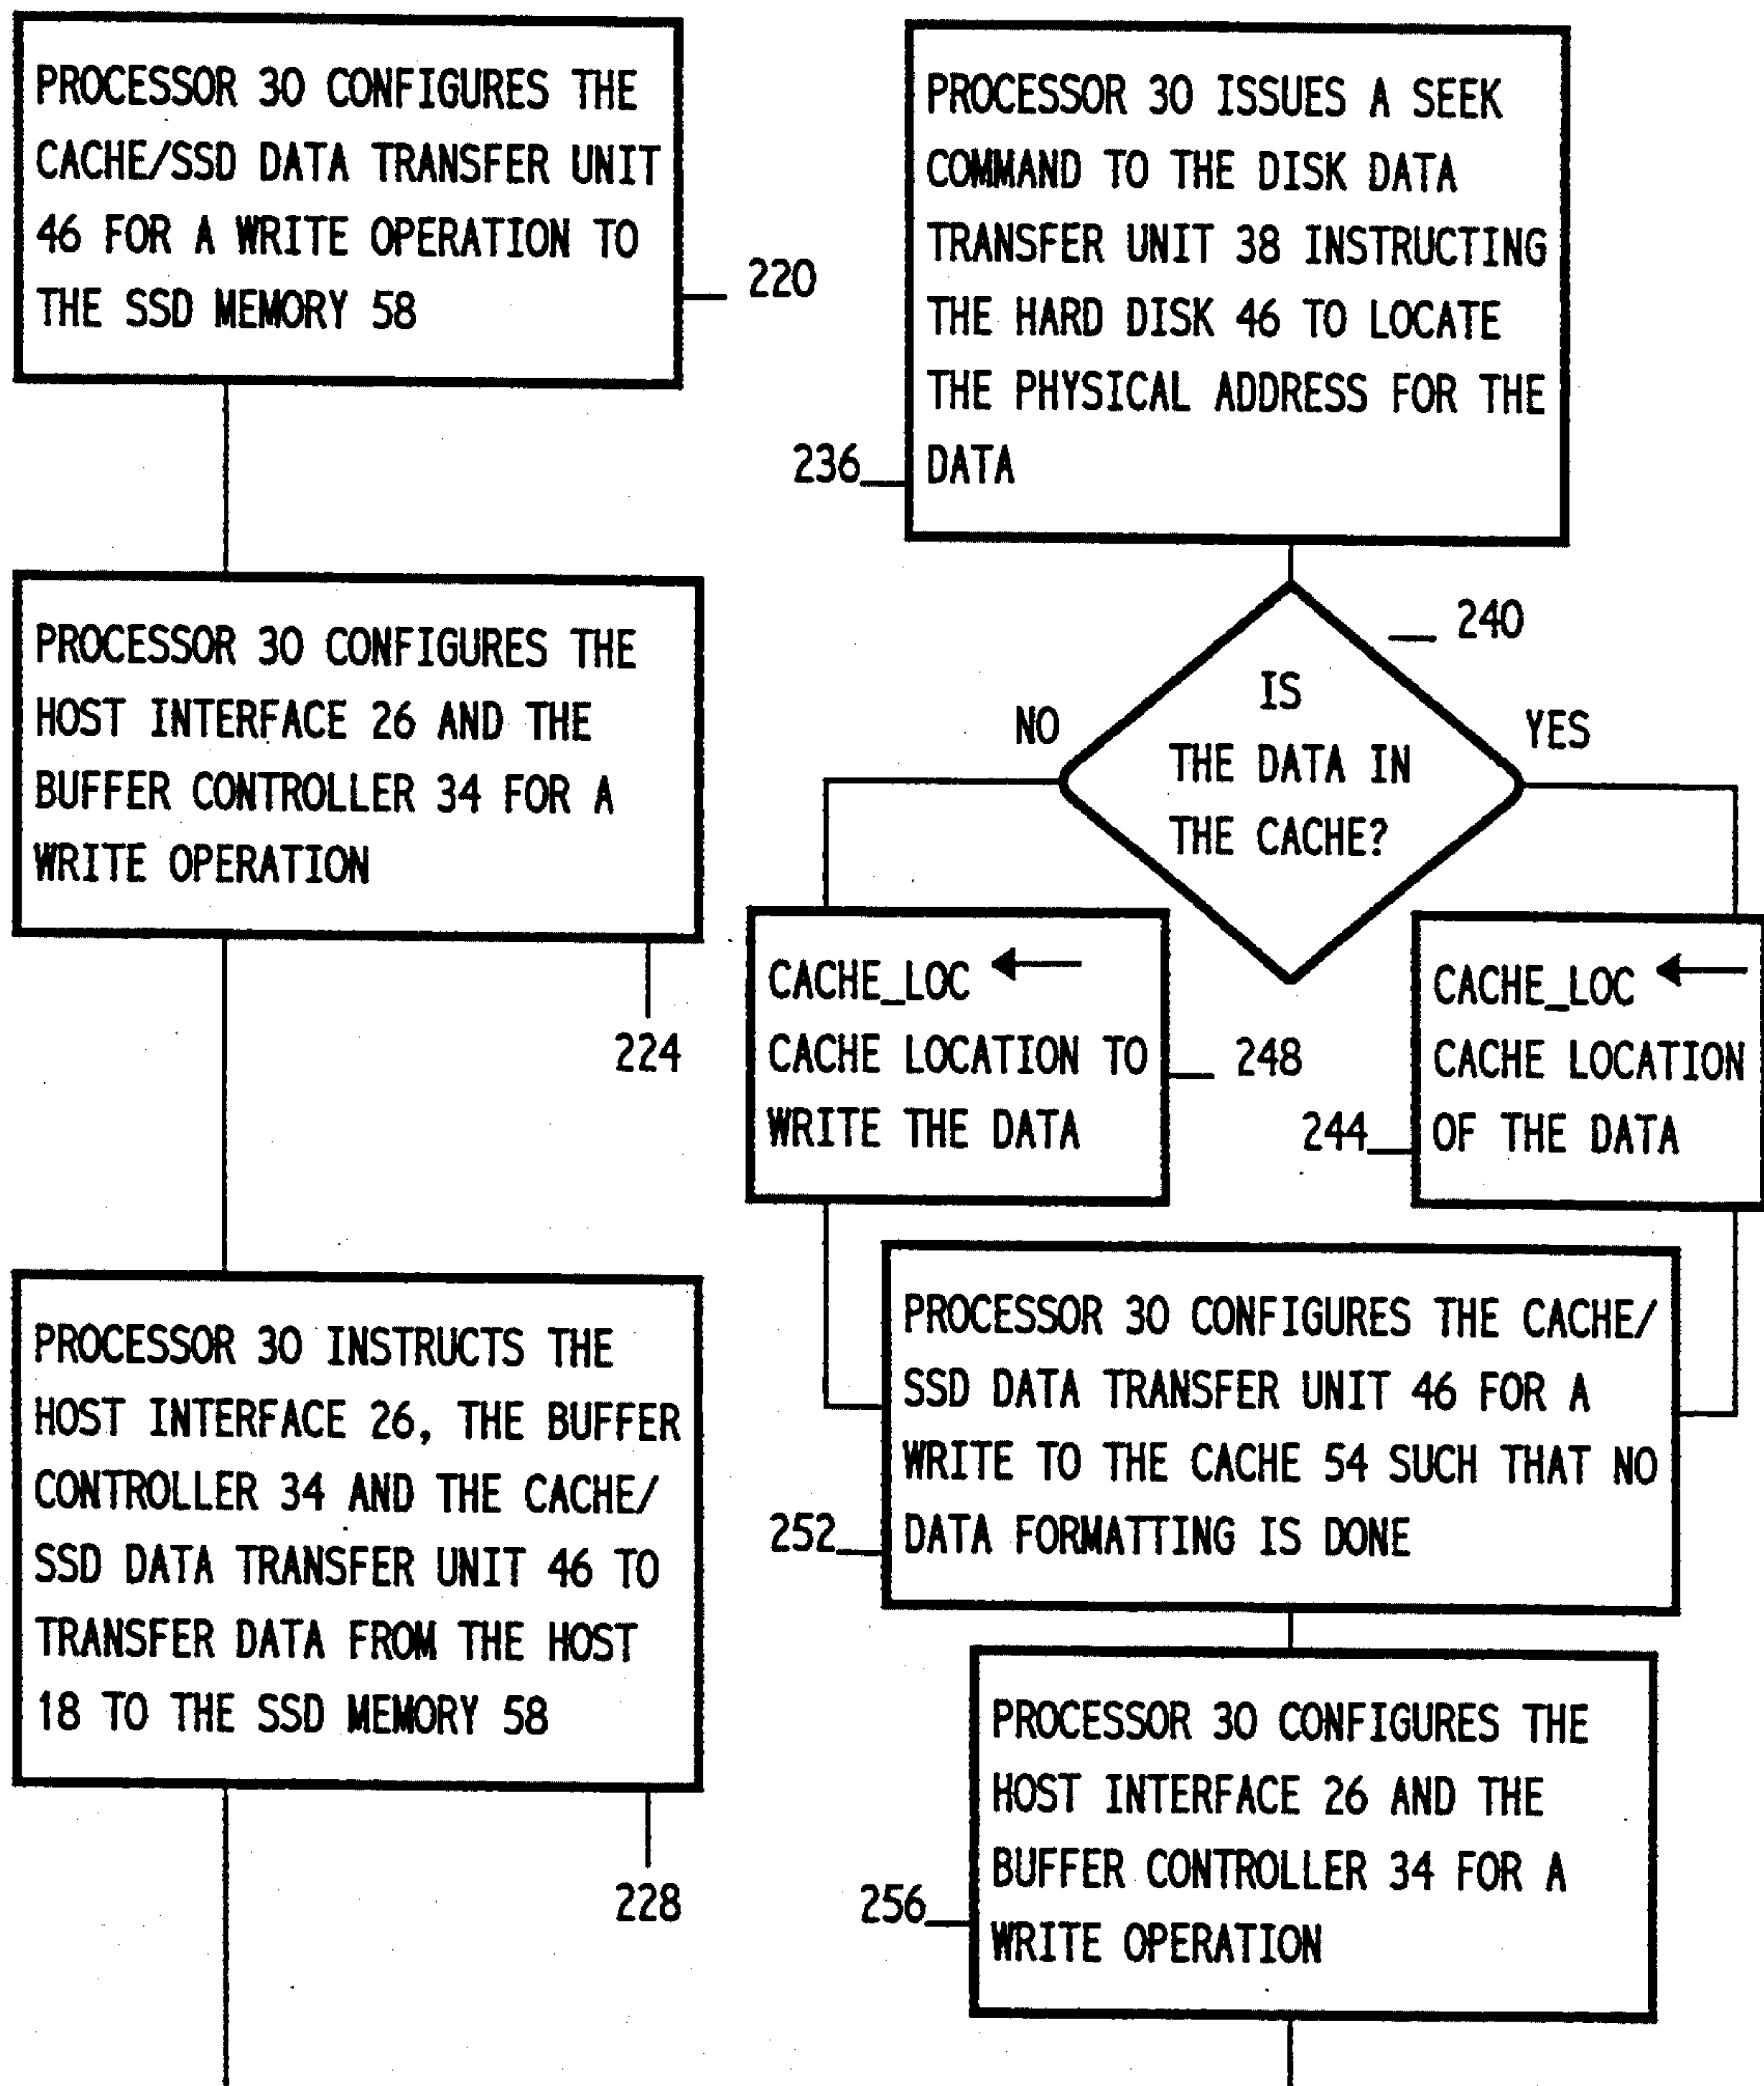 PROCESSOR 30 CONFIGURES THE
CACHE/SSD DATA TRANSFER UNIT
46 FOR A WRITE OPERATION TO
THE SSD MEMORY 58
220
PROCESSOR 30 CONFIGURES THE
HOST INTERFACE 26 AND THE
BUFFER CONTROLLER 34 FOR A
WRITE OPERATION
224
PROCESSOR 30 INSTRUCTS THE
HOST INTERFACE 26, THE BUFFER
CONTROLLER 34 AND THE CACHE/
SSD DATA TRANSFER UNIT 46 TO
TRANSFER DATA FROM THE HOST
18 TO THE SSD MEMORY 58
228
PROCESSOR 30 ISSUES A SEEK
COMMAND TO THE DISK DATA
TRANSFER UNIT 38 INSTRUCTING
THE HARD DISK 46 TO LOCATE
THE PHYSICAL ADDRESS FOR THE
DATA
236
240
IS
THE DATA IN
THE CACHE?
NO
YES
CACHE_LOC ←
CACHE LOCATION TO
WRITE THE DATA
248
CACHE_LOC ←
CACHE LOCATION
OF THE DATA
244
PROCESSOR 30 CONFIGURES THE CACHE/
SSD DATA TRANSFER UNIT 46 FOR A
WRITE TO THE CACHE 54 SUCH THAT NO
DATA FORMATTING IS DONE
252
PROCESSOR 30 CONFIGURES THE
HOST INTERFACE 26 AND THE
BUFFER CONTROLLER 34 FOR A
WRITE OPERATION
256